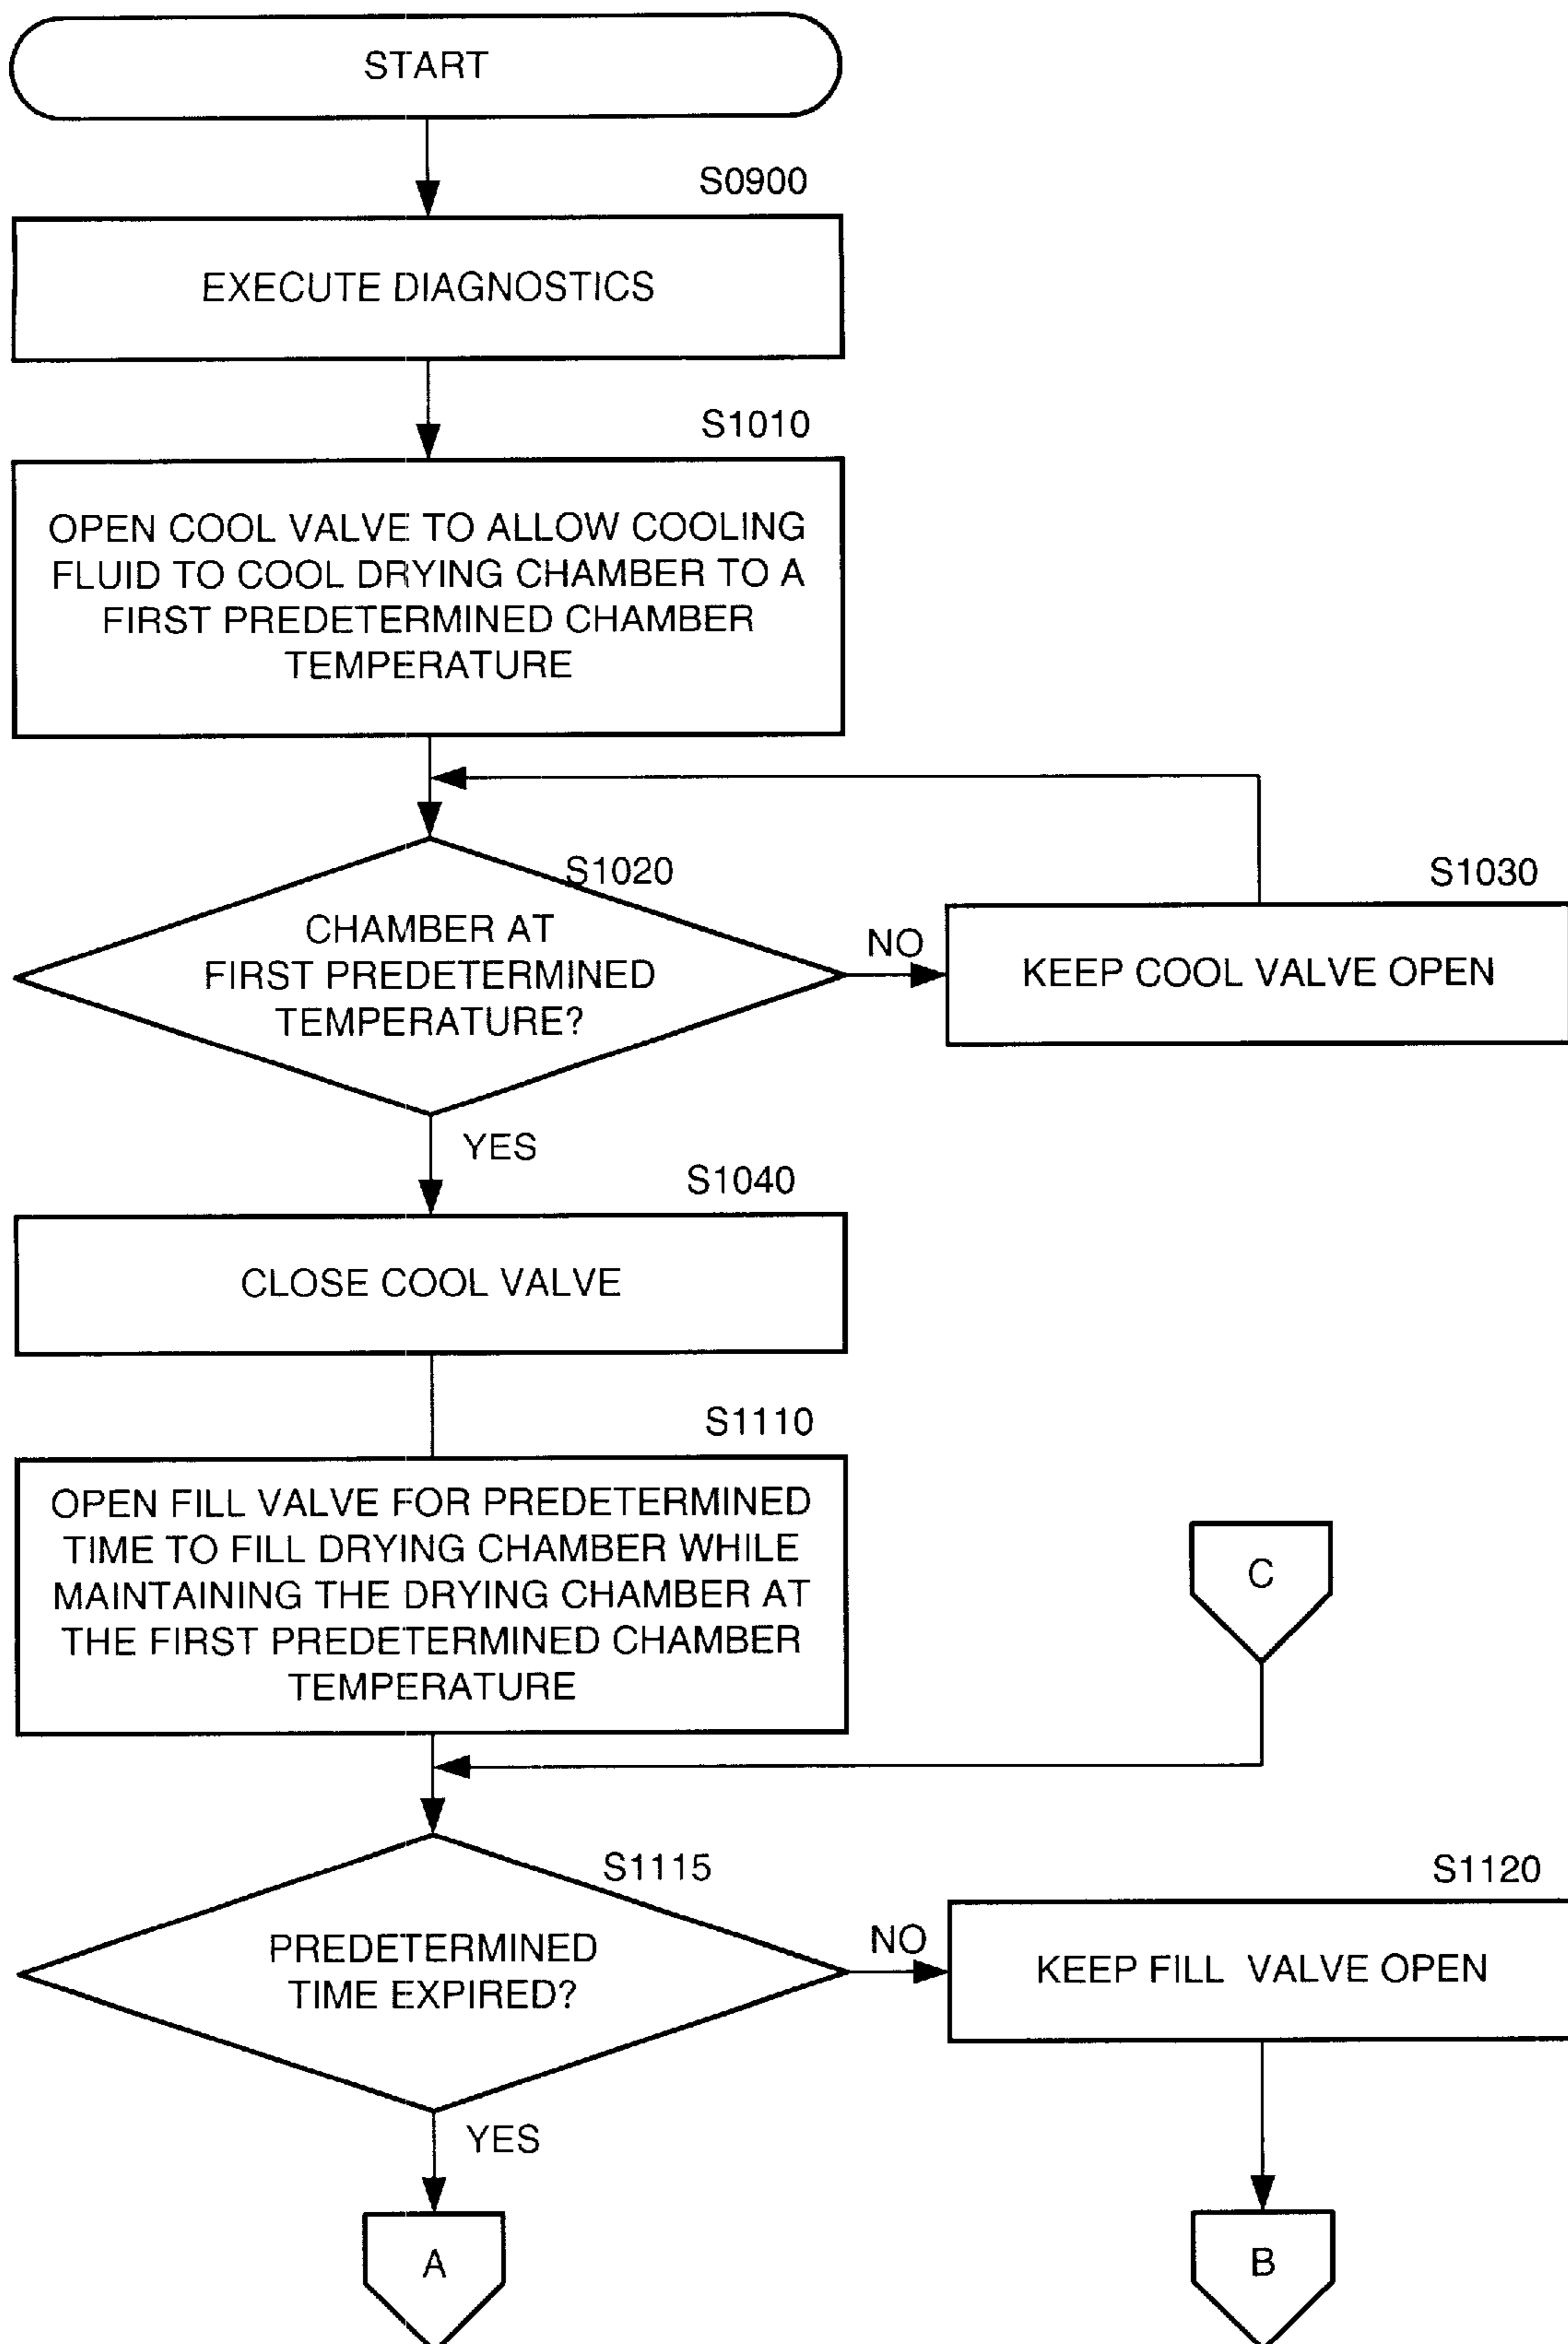 START
S0900
EXECUTE DIAGNOSTICS
S1010
OPEN COOL VALVE TO ALLOW COOLING
FLUID TO COOL DRYING CHAMBER TO A
FIRST PREDETERMINED CHAMBER
TEMPERATURE
S1020
CHAMBER AT
FIRST PREDETERMINED
TEMPERATURE?
NO
S1030
KEEP COOL VALVE OPEN
YES
S1040
CLOSE COOL VALVE
S1110
OPEN FILL VALVE FOR PREDETERMINED
TIME TO FILL DRYING CHAMBER WHILE
MAINTAINING THE DRYING CHAMBER AT
THE FIRST PREDETERMINED CHAMBER
TEMPERATURE
C
S1115
PREDETERMINED
TIME EXPIRED?
NO
S1120
KEEP FILL VALVE OPEN
YES
A
B